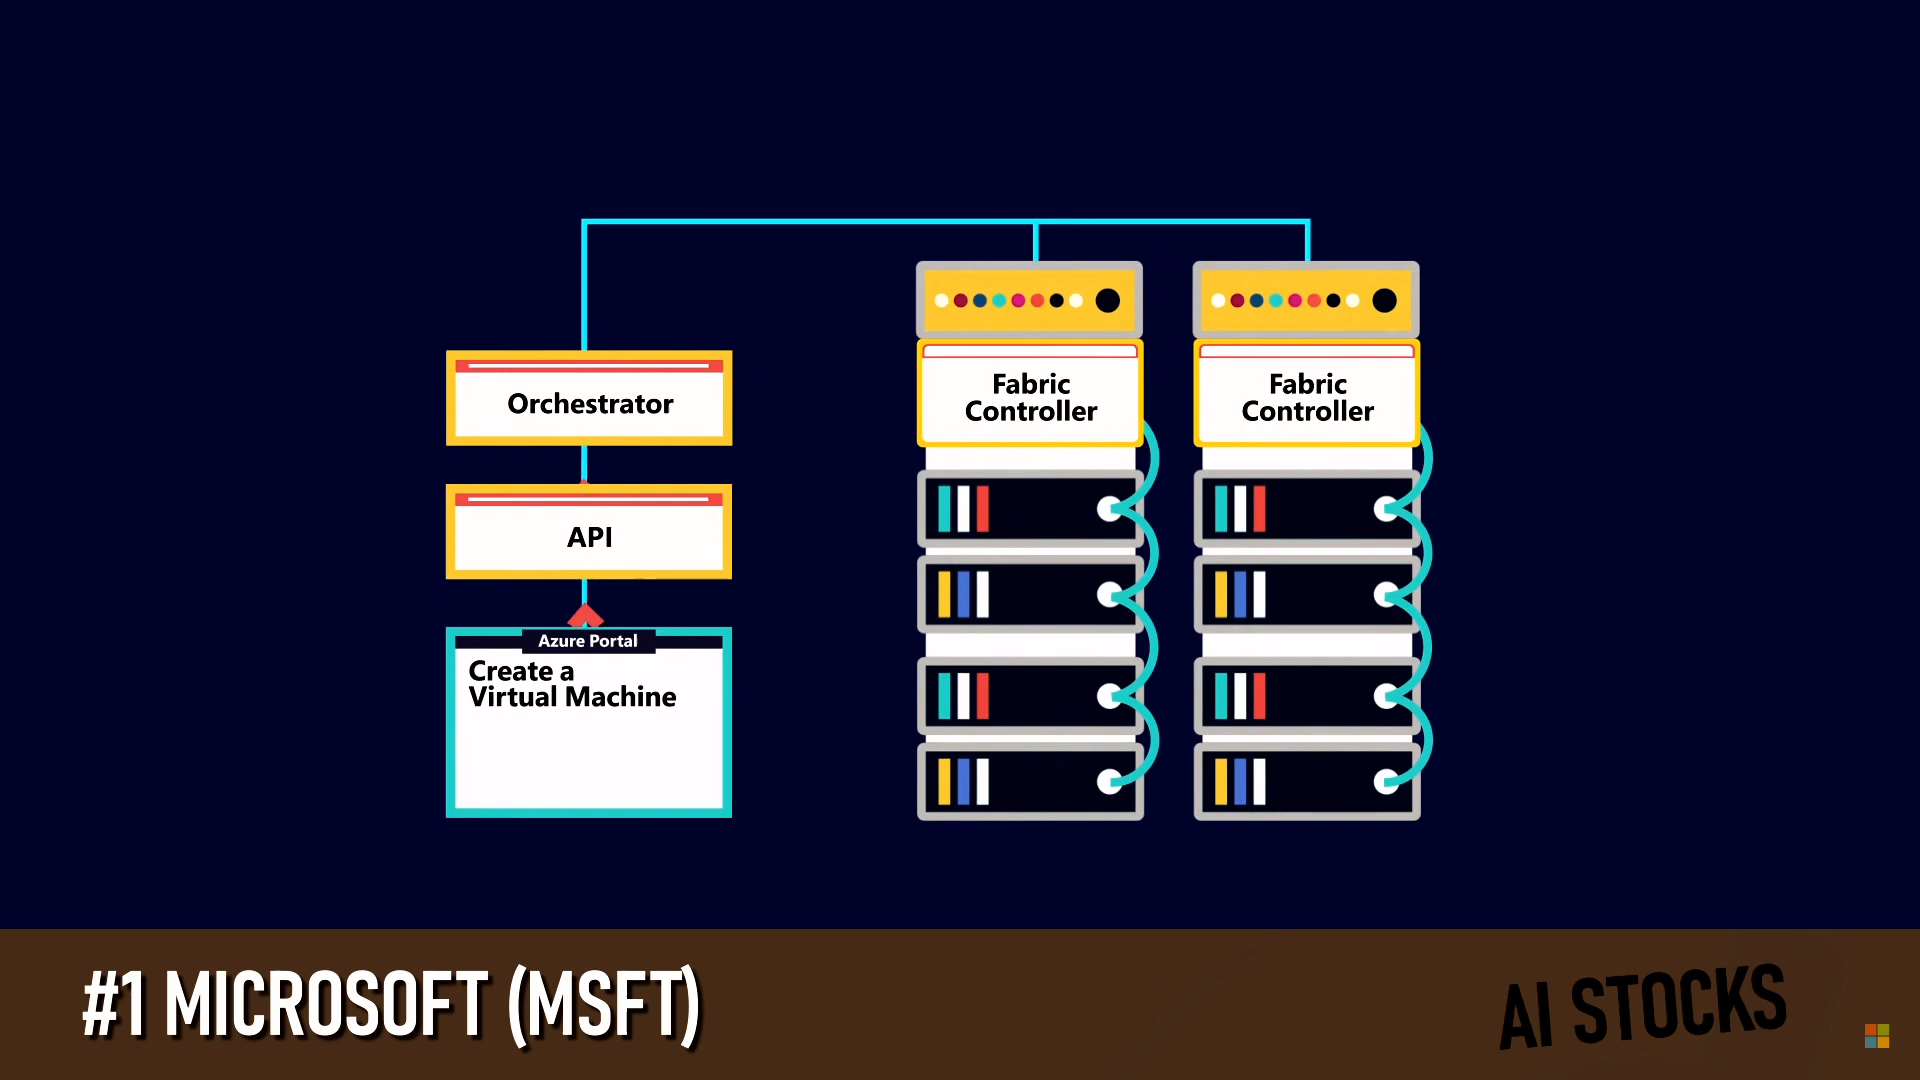 Orchestrator
API
Azure Portal
Create a
Virtual Machine
Fabric
Controller
Fabric
Controller
#1 MICROSOFT (MSFT)
AI STOCKS